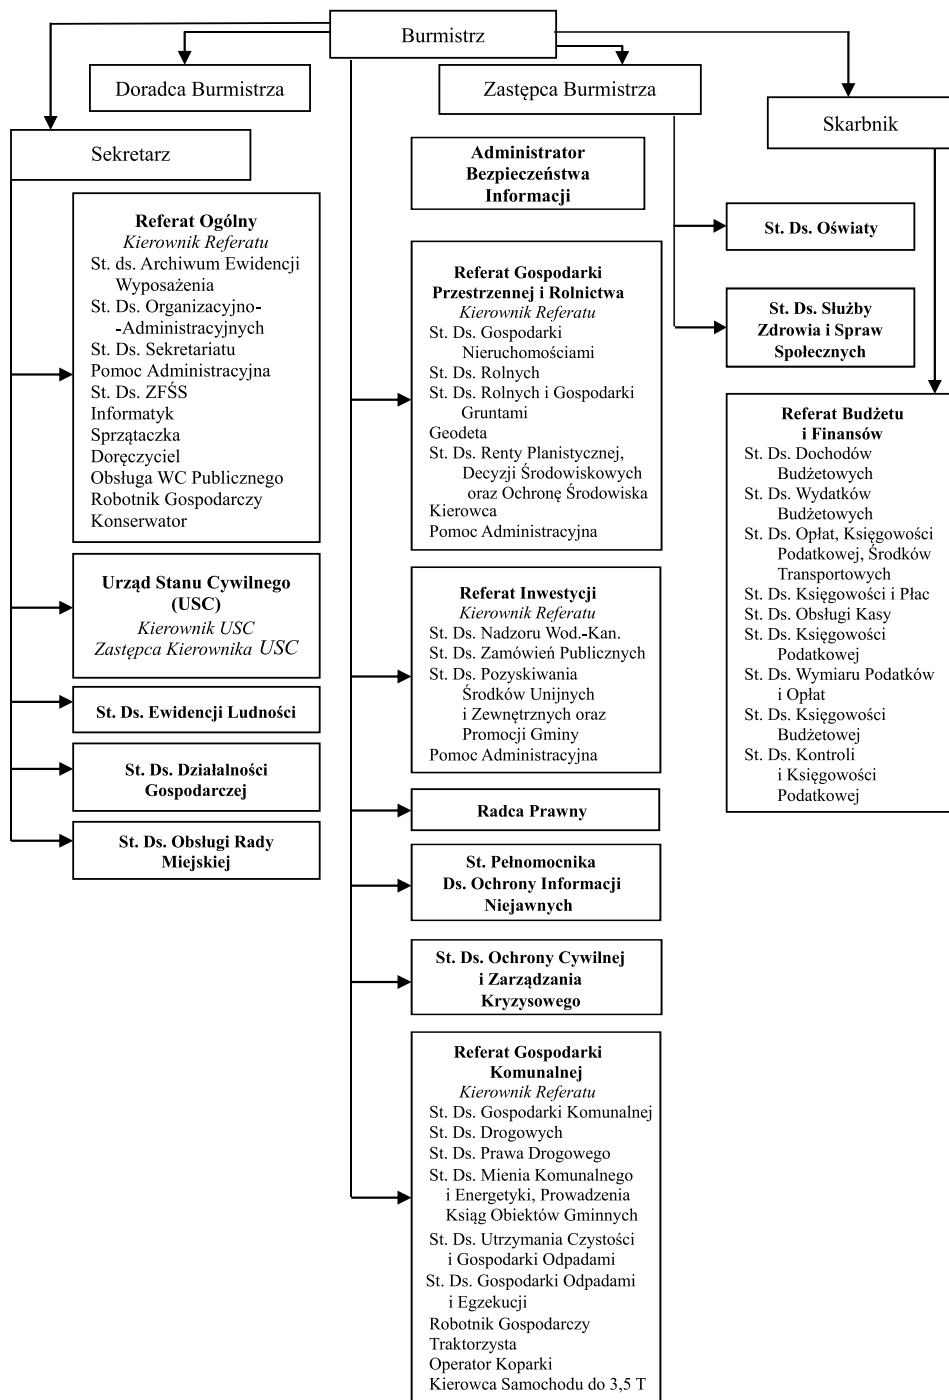 Burmistrz
Doradca Burmistrza
Zastępca Burmistrza
Skarbnik
Sekretarz
Administrator
Bezpieczeństwa
Informacji
Referat Ogólny
Kierownik Referatu
St. ds. Archiwum Ewidencji
Wyposażenia
St. Ds. Organizacyjno-
-Administracyjnych
St. Ds. Sekretariatu
Pomoc Administracyjna
St. Ds. ZFŚS
Informatyk
Sprzątaczka
Doręczyciel
Obsługa WC Publicznego
Robotnik Gospodarczy
Konserwator
Urząd Stanu Cywilnego
(USC)
Kierownik USC
Zastępca Kierownika USC
St. Ds. Ewidencji Ludności
St. Ds. Działalności
Gospodarczej
St. Ds. Obsługi Rady
Miejskiej
Referat Gospodarki
Przestrzennej i Rolnictwa
Kierownik Referatu
St. Ds. Gospodarki
Nieruchomościami
St. Ds. Rolnych
St. Ds. Rolnych i Gospodarki
Gruntami
Geodeta
St. Ds. Renty Planistycznej,
Decyzji Środowiskowych
oraz Ochronę Środowiska
Kierowca
Pomoc Administracyjna
Referat Inwestycji
Kierownik Referatu
St. Ds. Nadzoru Wod.-Kan.
St. Ds. Zamówień Publicznych
St. Ds. Pozyskiwania
Środków Unijnych
i Zewnętrznych oraz
Promocji Gminy
Pomoc Administracyjna
Radca Prawny
St. Pełnomocnika
Ds. Ochrony Informacji
Niejawnych
St. Ds. Ochrony Cywilnej
i Zarządzania
Kryzysowego
Referat Gospodarki
Komunalnej
Kierownik Referatu
St. Ds. Gospodarki Komunalnej
St. Ds. Drogowych
St. Ds. Prawa Drogowego
St. Ds. Mienia Komunalnego
i Energetyki, Prowadzenia
Ksiąg Obiektów Gminnych
St. Ds. Utrzymania Czystości
i Gospodarki Odpadami
St. Ds. Gospodarki Odpadami
i Egzekucji
Robotnik Gospodarczy
Traktorzysta
Operator Koparki
Kierowca Samochodu do 3,5 T
St. Ds. Oświaty
St. Ds. Służby
Zdrowia i Spraw
Społecznych
Referat Budżetu
i Finansów
St. Ds. Dochodów
Budżetowych
St. Ds. Wydatków
Budżetowych
St. Ds. Opłat, Księgowości
Podatkowej, Środków
Transportowych
St. Ds. Księgowości i Płac
St. Ds. Obsługi Kasy
St. Ds. Księgowości
Podatkowej
St. Ds. Wymiaru Podatków
i Opłat
St. Ds. Księgowości
Budżetowej
St. Ds. Kontroli
i Księgowości
Podatkowej